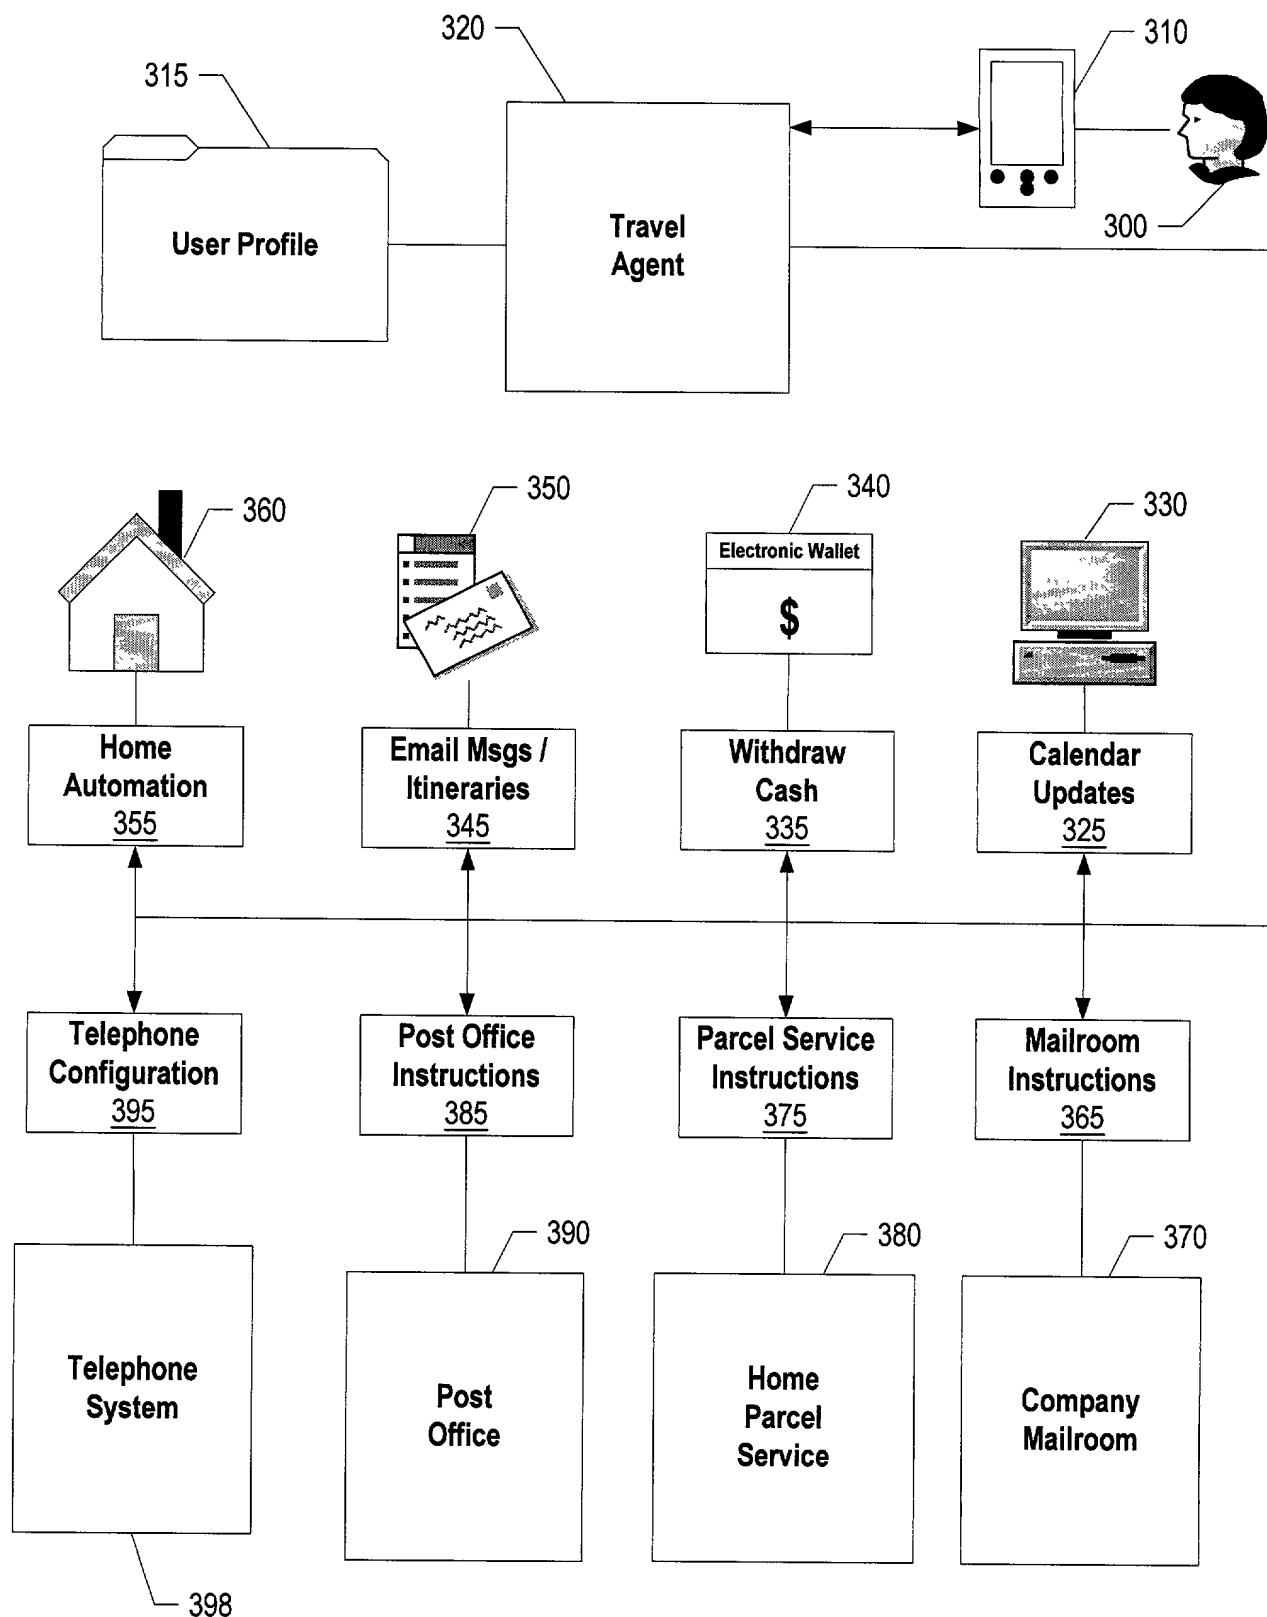 320
310
315
User Profile
Travel
Agent
300
360
350
340
330
Electronic Wallet
$
Home
Automation
355
Email Msgs /
Itineraries
345
Withdraw
Cash
335
Calendar
Updates
325
Telephone
Configuration
395
Post Office
Instructions
385
Parcel Service
Instructions
375
Mailroom
Instructions
365
390
380
370
Telephone
System
Post
Office
Home
Parcel
Service
Company
Mailroom
398